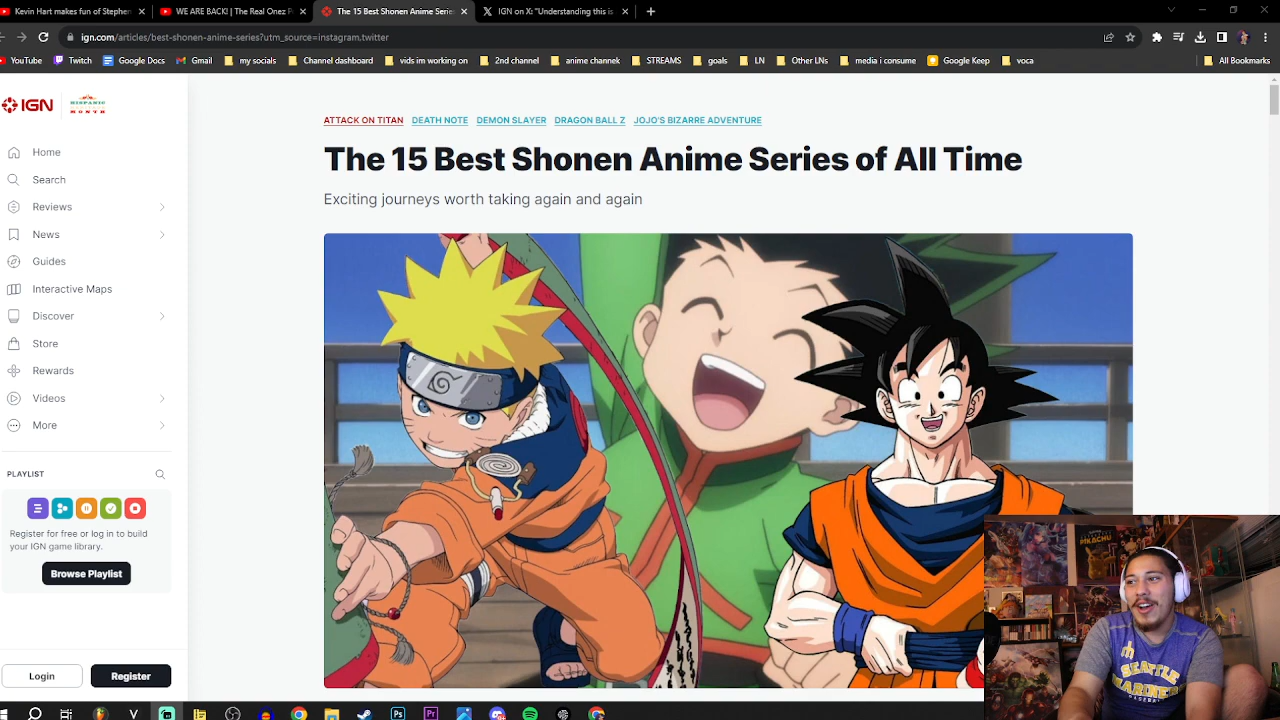 Kevin Hart makes fun of Stephen
WE ARE BACK! | The Real Onez P
The 15 Best Shonen Anime Series
IGN on X: "Understanding this is
ign.com/articles/best-shonen-anime-series?utm_source=instagram,twitter
YouTube Twitch Google Docs Gmail my socials Channel dashboard vids im working on 2nd channel anime channel STREAMS goals LN Other LNs media i consume Google Keep voca All Bookmarks
IGN
HISPANIC
MONTH
Home
Search
Reviews
News
Guides
Interactive Maps
Discover
Store
Rewards
Videos
More
PLAYLIST
Register for free or log in to build
your IGN game library.
Browse Playlist
Login Register
ATTACK ON TITAN DEATH NOTE DEMON SLAYER DRAGON BALL Z JOJO'S BIZARRE ADVENTURE
The 15 Best Shonen Anime Series of All Time
Exciting journeys worth taking again and again
PIKACHU
SEATTLE
MARINERS